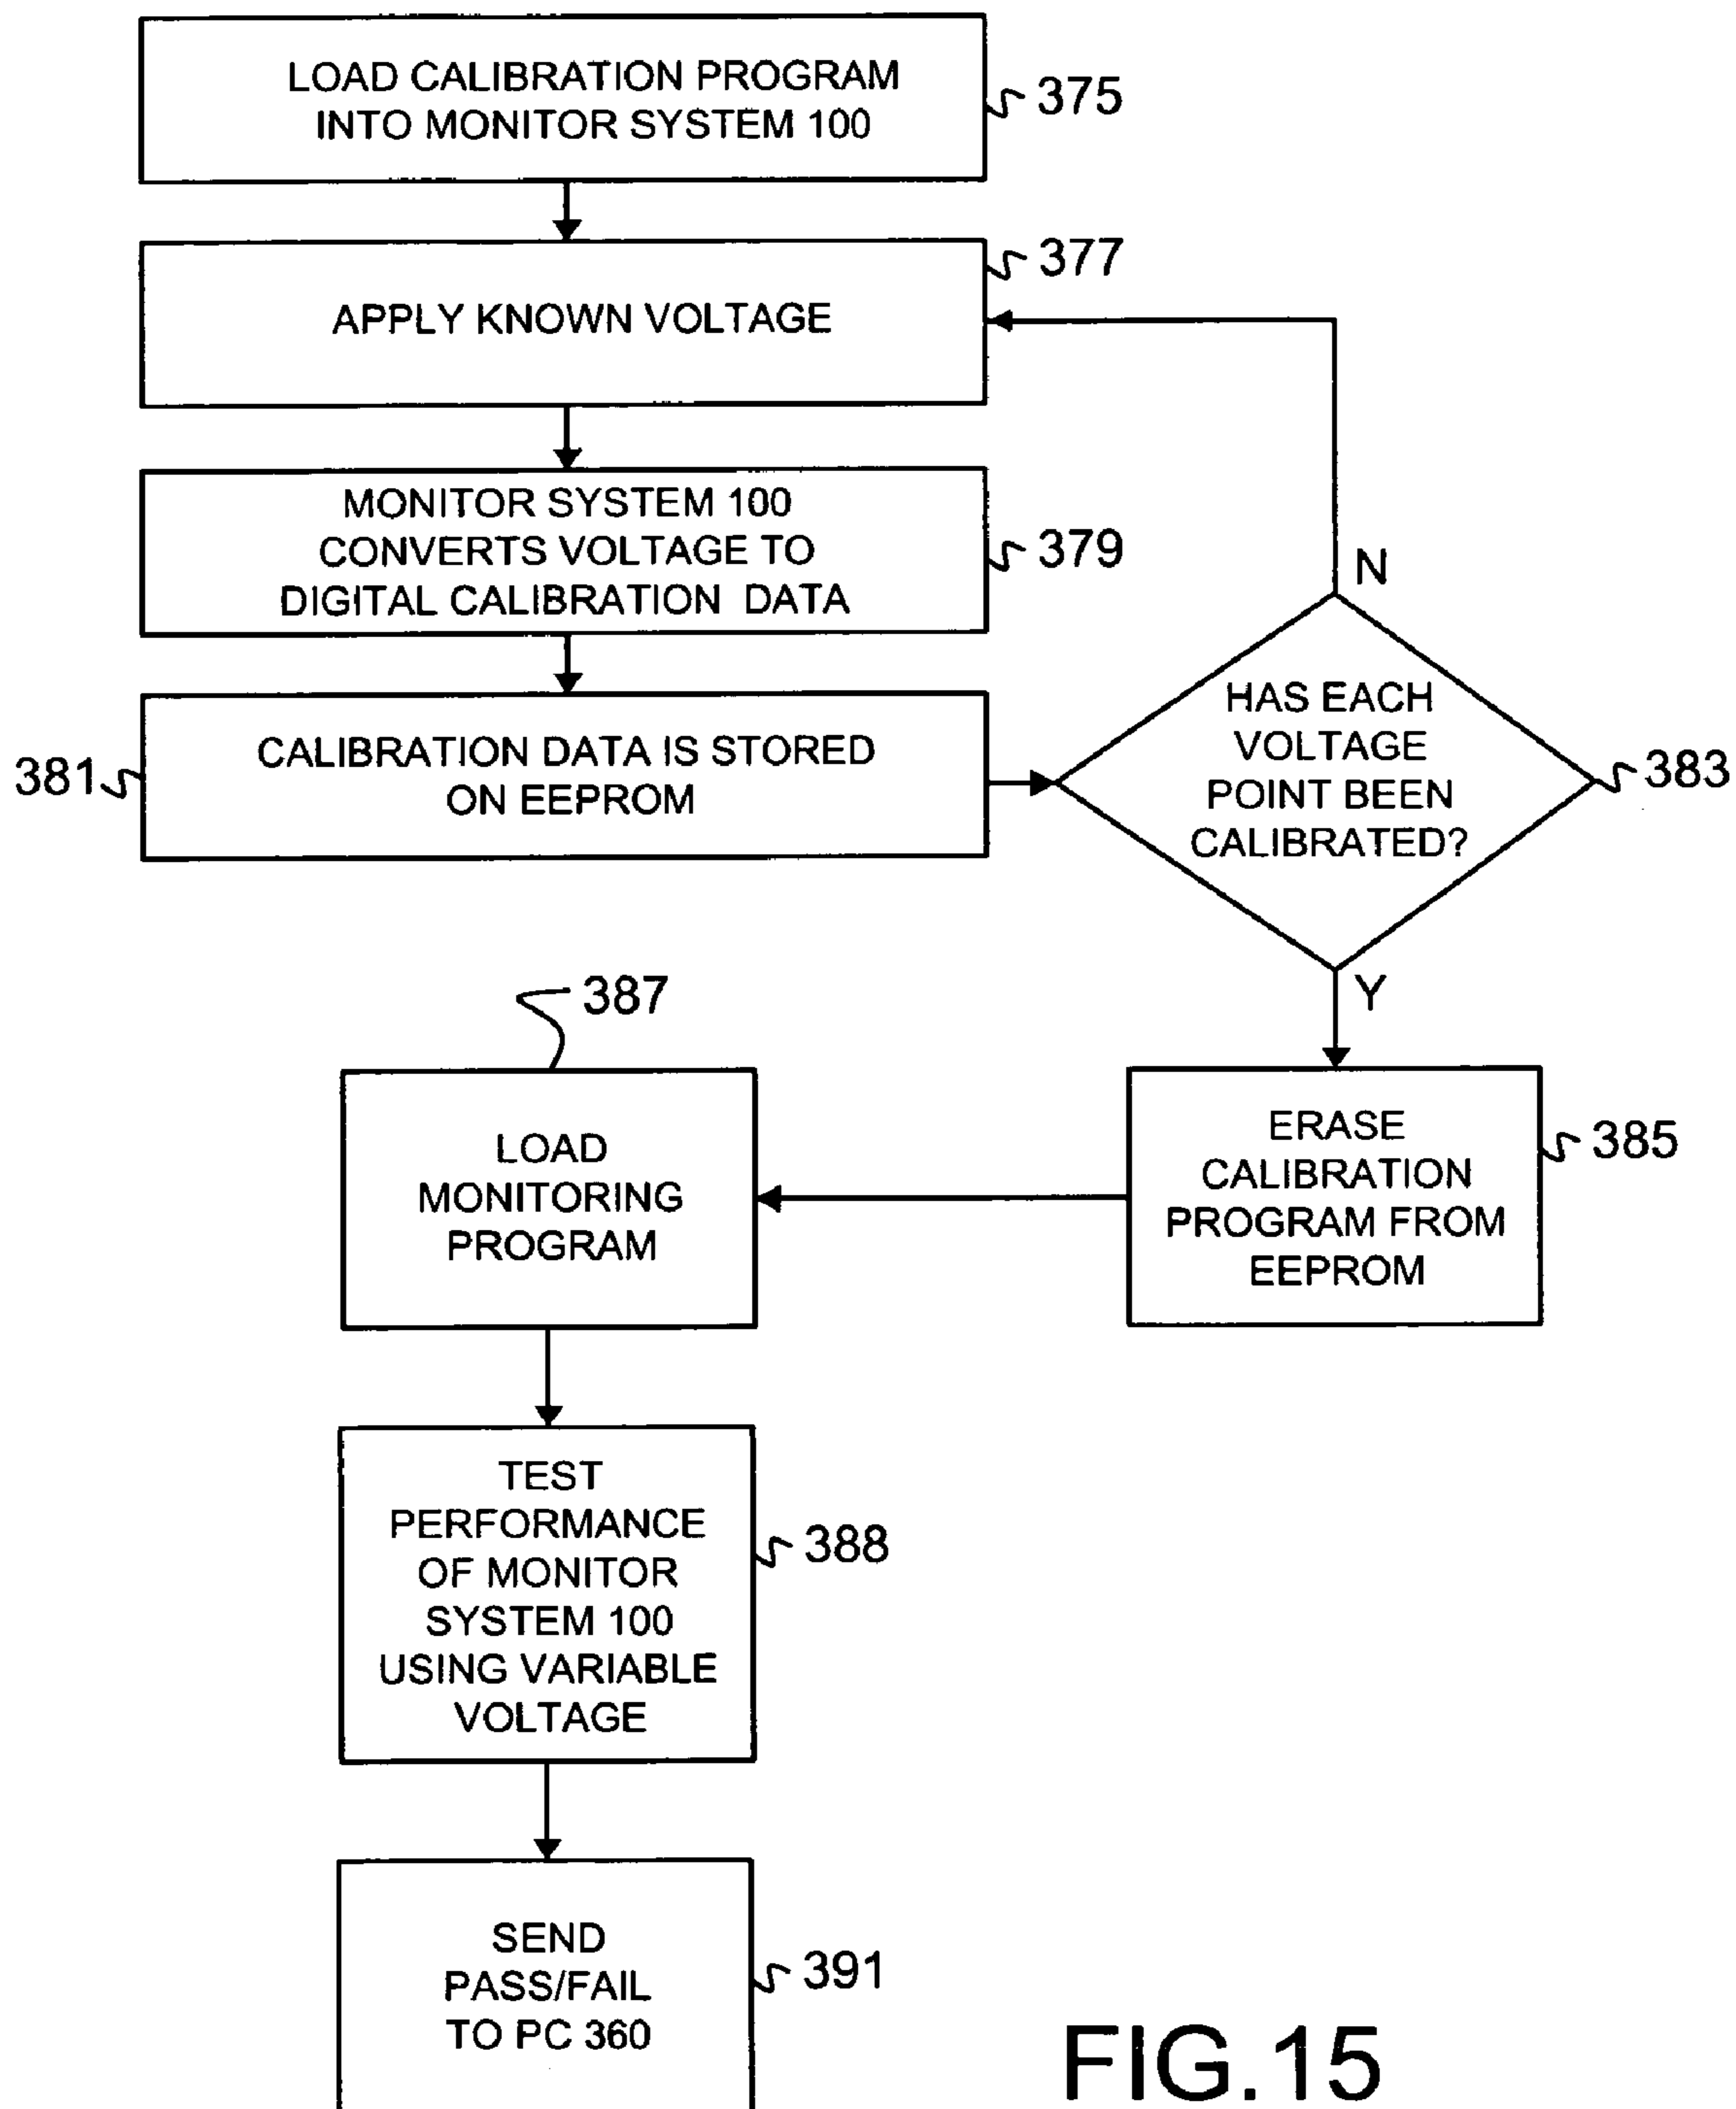 LOAD CALIBRATION PROGRAM
INTO MONITOR SYSTEM 100
375
377
APPLY KNOWN VOLTAGE
MONITOR SYSTEM 100
CONVERTS VOLTAGE TO
DIGITAL CALIBRATION DATA
379
N
381
CALIBRATION DATA IS STORED
ON EEPROM
HAS EACH
VOLTAGE
POINT BEEN
CALIBRATED?
383
Y
385
ERASE
CALIBRATION
PROGRAM FROM
EEPROM
387
LOAD
MONITORING
PROGRAM
TEST
PERFORMANCE
OF MONITOR
SYSTEM 100
USING VARIABLE
VOLTAGE
388
SEND
PASS/FAIL
TO PC 360
391
FIG.15